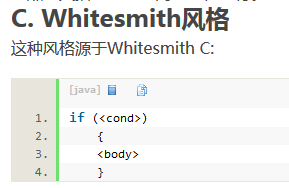 C. Whitesmith风格
这种风格源于Whitesmith C:
[java]
1. if (<cond>)
2. {
3. <body>
4. }